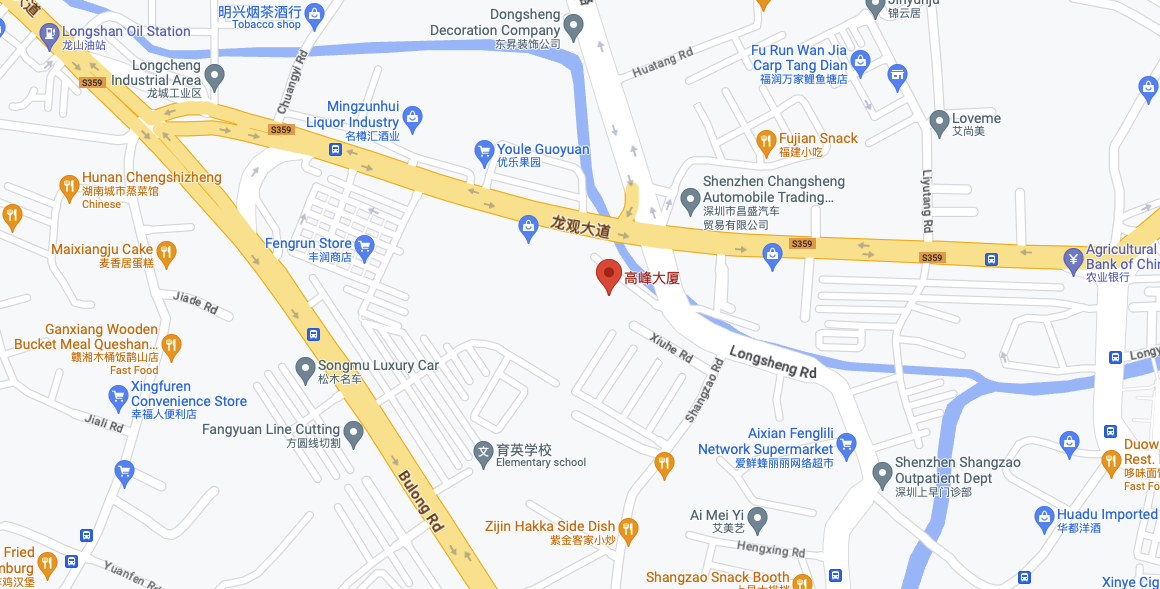 大道
明兴烟茶酒行
Tobacco shop
Dongsheng
Decoration Company
东昇装饰公司
锦云居
Longshan Oil Station
龙山油站
Longcheng
Industrial Area
龙城工业区
S359
Chuangyi Rd
Huatang Rd
Fu Run Wan Jia
Carp Tang Dian
福润万家鲤鱼塘店
Mingzunhui
Liquor Industry
名樽汇酒业
S359
Loveme
艾尚美
Fujian Snack
福建小吃
Youle Guoyuan
优乐果园
Hunan Chengshizheng
湖南城市蒸菜馆
Chinese
Shenzhen Changsheng
Automobile Trading...
深圳市昌盛汽车
贸易有限公司
Liyutang Rd
龙观大道
S359
S359
Fengrun Store
丰润商店
Maixiangju Cake
麦香居蛋糕
Agricultural
Bank of Chin
农业银行
高峰大厦
Jiade Rd
Ganxiang Wooden
Bucket Meal Queshan...
赣湘木桶饭鹊山店
Fast Food
Xiuhe Rd
Longsheng Rd
Longy
Songmu Luxury Car
松木名车
Shangzao Rd
Xingfuren
Convenience Store
幸福人便利店
Jiali Rd
Fangyuan Line Cutting
方圆线切割
育英学校
Elementary school
Aixian Fenglili
Network Supermarket
爱鲜蜂丽丽网络超市
Duow
Rest.
哆味面
Fast Fo
Shenzhen Shangzao
Outpatient Dept
深圳上早门诊部
Bulong Rd
Zijin Hakka Side Dish
紫金客家小炒
Ai Mei Yi
艾美艺
Huadu Imported
华都洋酒
Hengxing Rd
Fried
nburg
鸡汉堡
Yuanfen Rd
Shangzao Snack Booth
Xinye Cig